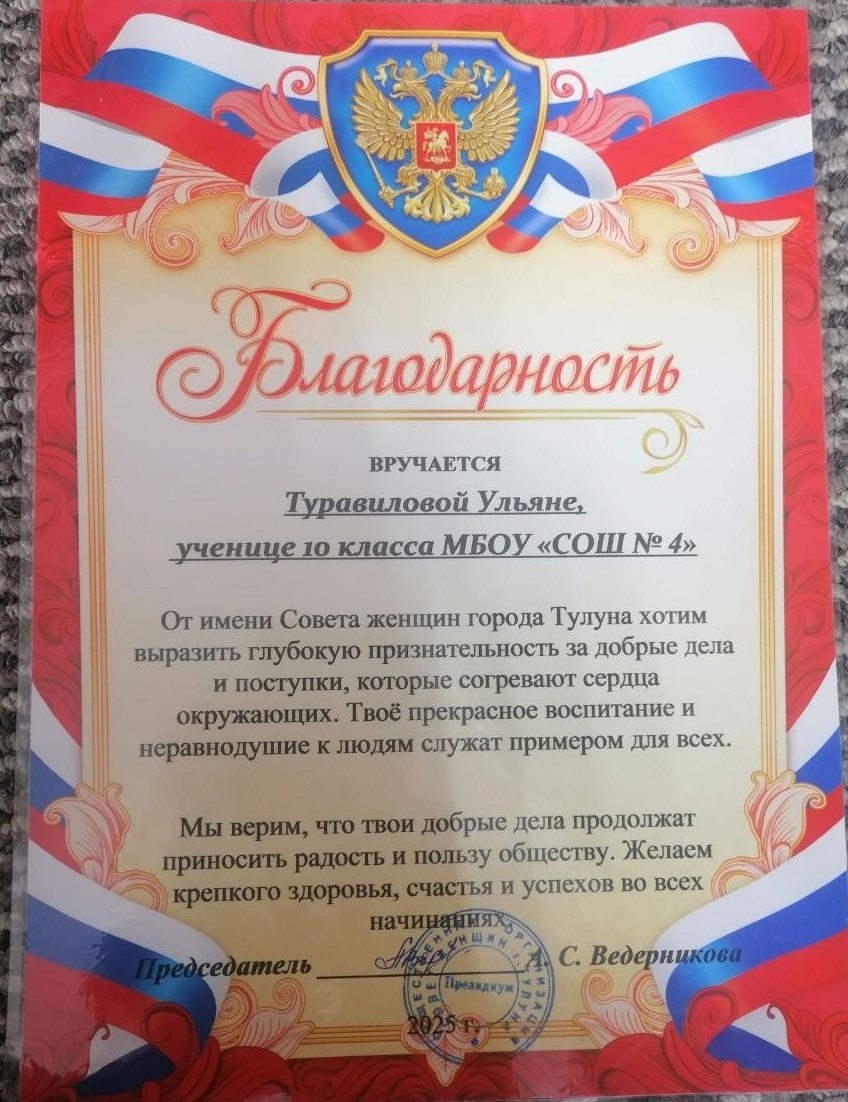 Благодарность
ВРУЧАЕТСЯ
Туравиловой Ульяне,
ученице 10 класса МБОУ «СОШ № 4»
От имени Совета женщин города Тулуна хотим
выразить глубокую признательность за добрые дела
и поступки, которые согревают сердца
окружающих. Твоё прекрасное воспитание и
неравнодушие к людям служат примером для всех.
Мы верим, что твои добрые дела продолжат
приносить радость и пользу обществу. Желаем
крепкого здоровья, счастья и успехов во всех
начинаниях.
Председатель А. С. Ведерникова
Президиум
2025 г.